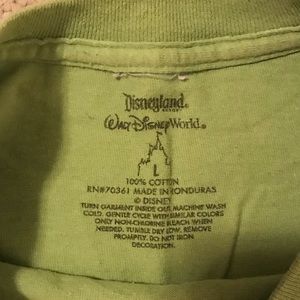 Disneyland®
RESORT
Walt Disney World®
L
100% COTTON
RN#70361 MADE IN HONDURAS
© DISNEY
TURN GARMENT INSIDE OUT MACHINE WASH
COLD, GENTLE CYCLE WITH SIMILAR COLORS
ONLY NON-CHLORINE BLEACH WHEN
NEEDED. TUMBLE DRY LOW. REMOVE
PROMPTLY. DO NOT IRON
DECORATION.